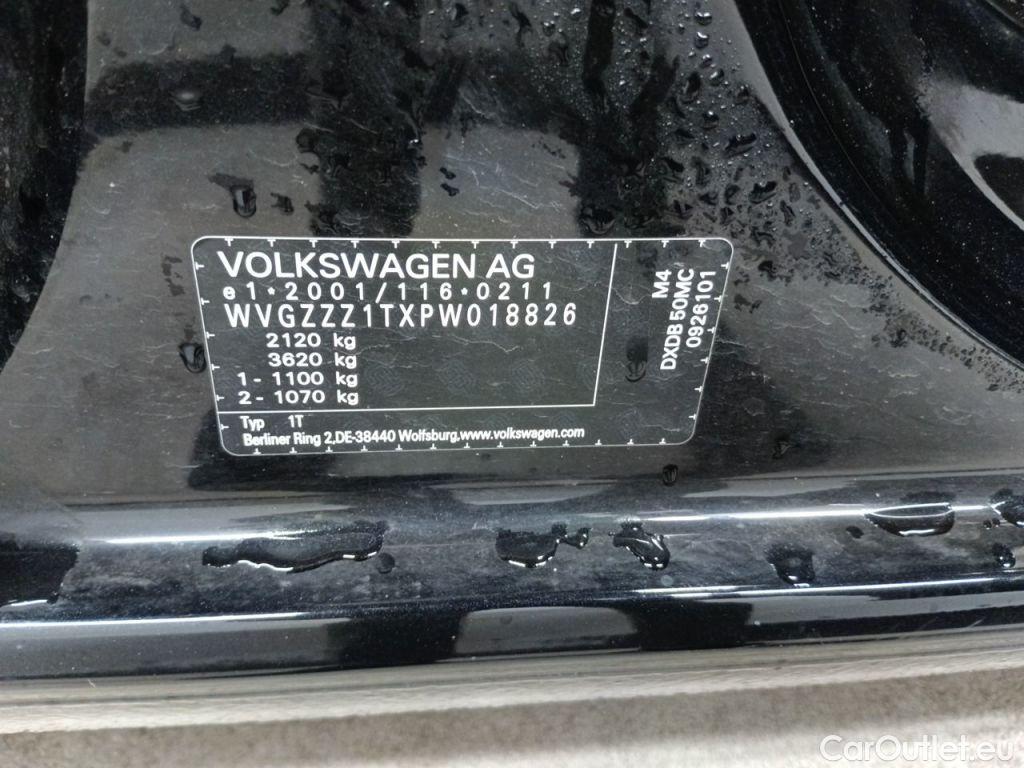 VOLKSWAGEN AG
e1*2001/116*0211
WVGZZZ1TXPW018826
2120 kg
3620 kg
1 - 1100 kg
2 - 1070 kg
Typ 1T
Berliner Ring 2,DE-38440 Wolfsburg,www.volkswagen.com
M4
DXDB 50MC
0926101
CarOutlet.eu